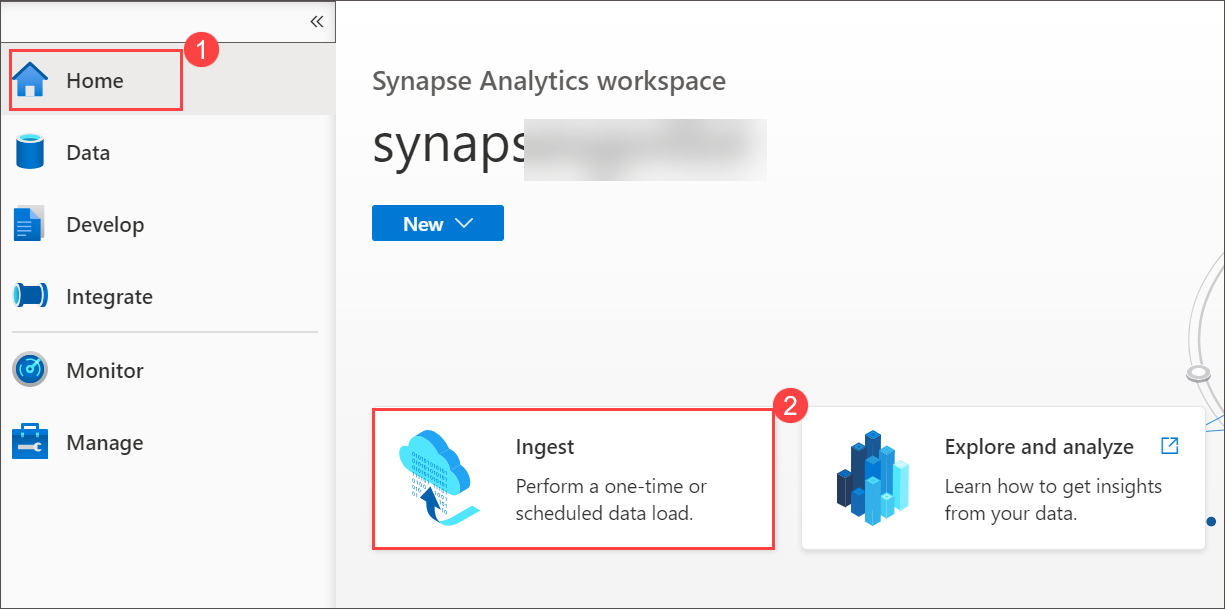 «
Home
1
Data
Develop
Integrate
Monitor
Manage
Synapse Analytics workspace
synaps
New
2
Ingest
Perform a one-time or
scheduled data load.
Explore and analyze
Learn how to get insights
from your data.